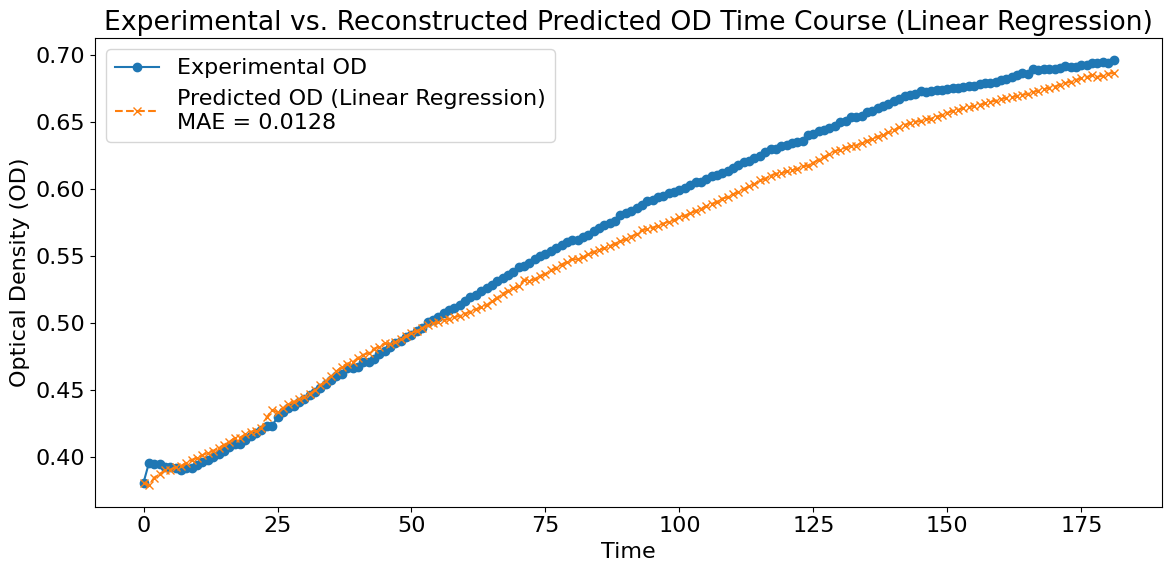 Experimental vs. Reconstructed Predicted OD Time Course (Linear Regression)
Experimental OD
Predicted OD (Linear Regression)
MAE = 0.0128
Optical Density (OD)
0.70
0.65
0.60
0.55
0.50
0.45
0.40
0
25
50
75
100
125
150
175
Time